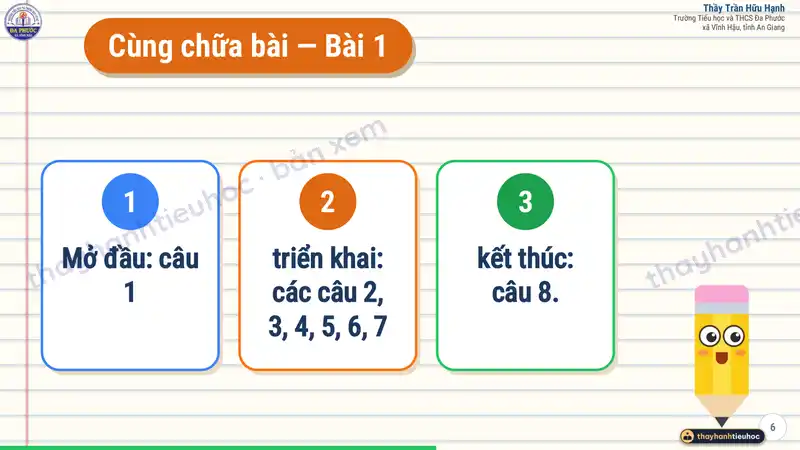 Thầy Trần Hữu Hạnh
Trường Tiểu học và THCS Đa Phước
xã Vĩnh Hậu, tỉnh An Giang
ĐA PHƯỚC
Cùng chữa bài – Bài 1
1
Mở đầu: câu
1
2
triển khai:
các câu 2,
3, 4, 5, 6, 7
3
kết thúc:
câu 8.
thayhanhtieuhoc · bản xem
thayhanhtie
thayhanhtieuhoc
6